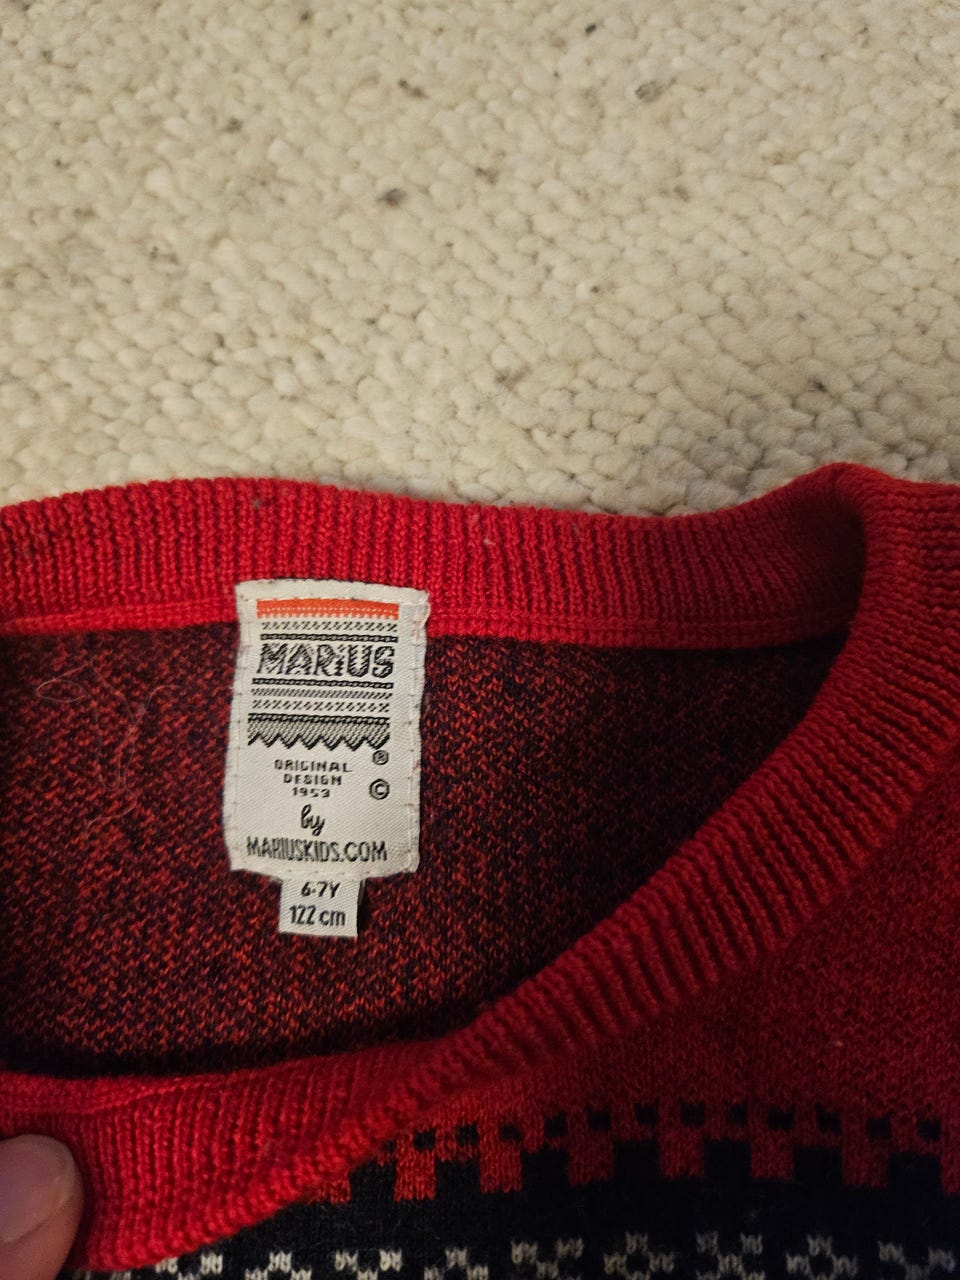 MARiUS
®
ORIGINAL
DESIGN
1953
©
by
MARIUSKIDS.COM
6-7Y
122 cm